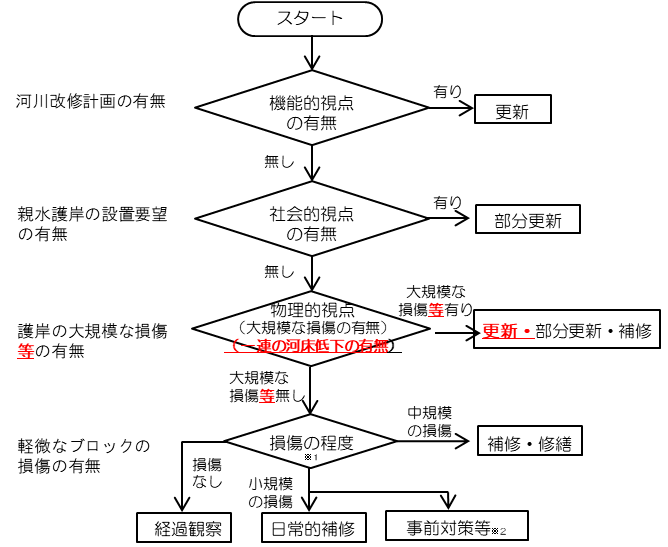 スタート
河川改修計画の有無
機能的視点
の有無
有り
更新
無し
親水護岸の設置要望
の有無
社会的視点
の有無
有り
部分更新
無し
護岸の大規模な損傷
等の有無
物理的視点
（大規模な損傷の有無）
（一連の河床低下の有無）
大規模な
損傷等有り
更新・部分更新・補修
大規模な
損傷等無し
軽微なブロックの
損傷の有無
損傷の程度
※1
中規模
の損傷
補修・修繕
損傷
なし
小規模
の損傷
経過観察
日常的補修
事前対策等※2